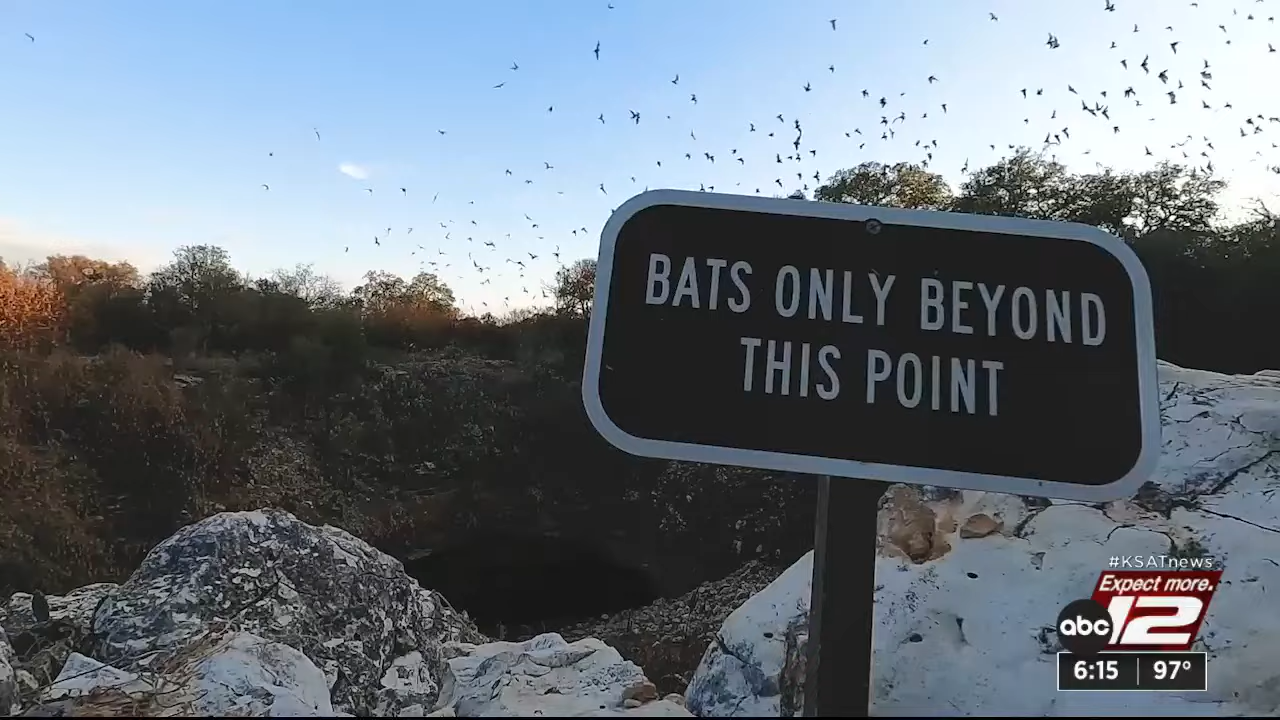 BATS ONLY BEYOND
THIS POINT
#KSATnews
Expect more.
abc 12
6:15 97°